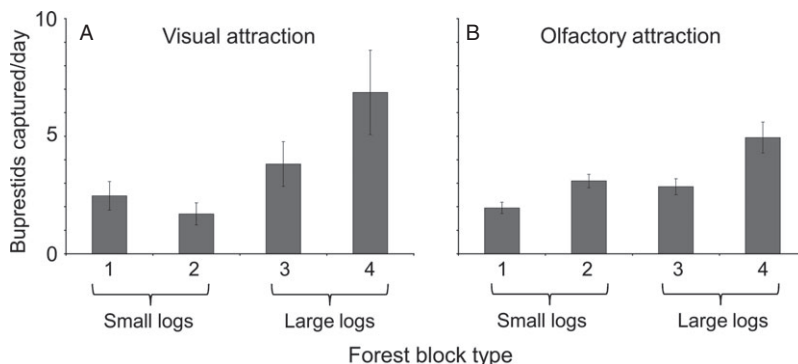 A
Visual attraction
B
Olfactory attraction
Buprestids captured/day
10
5
0
1 2 3 4
1 2 3 4
Small logs
Large logs
Small logs
Large logs
Forest block type